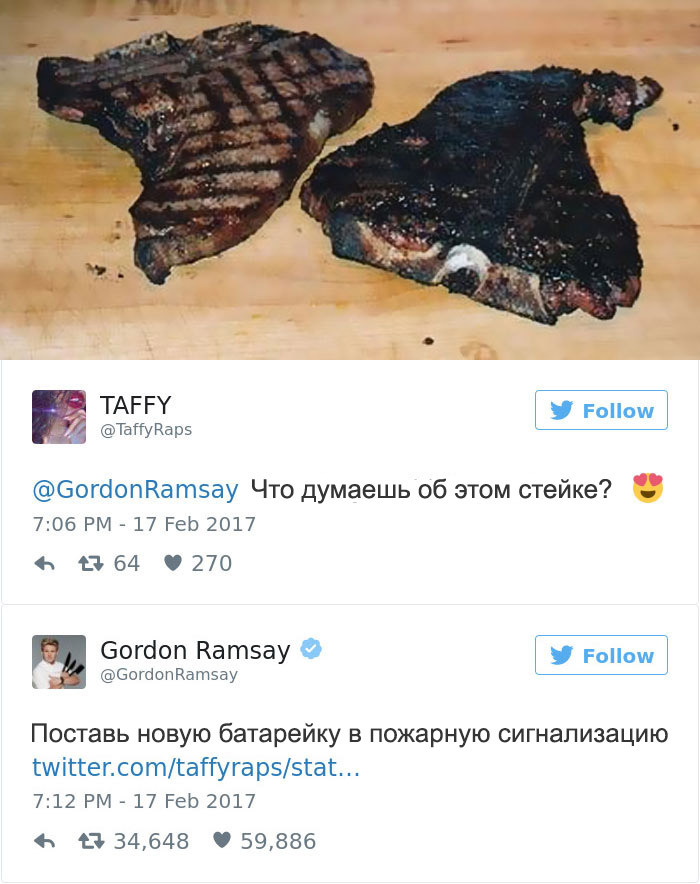 TAFFY
@TaffyRaps
Follow
@GordonRamsay Что думаешь об этом стейке? 😍
7:06 PM - 17 Feb 2017
64 270
Gordon Ramsay
@GordonRamsay
Follow
Поставь новую батарейку в пожарную сигнализацию
twitter.com/taffyraps/stat...
7:12 PM - 17 Feb 2017
34,648 59,886